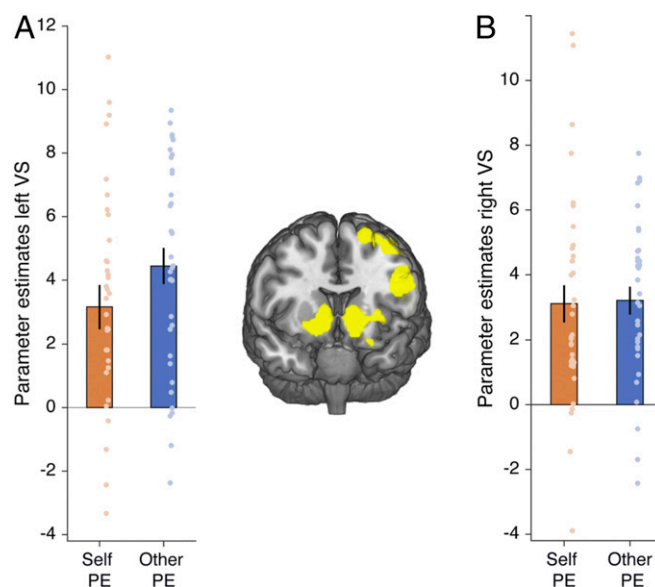 A
Parameter estimates left VS
12
10
8
6
4
2
0
-2
-4
Self PE
Other PE
B
Parameter estimates right VS
12
10
8
6
4
2
0
-2
-4
Self PE
Other PE